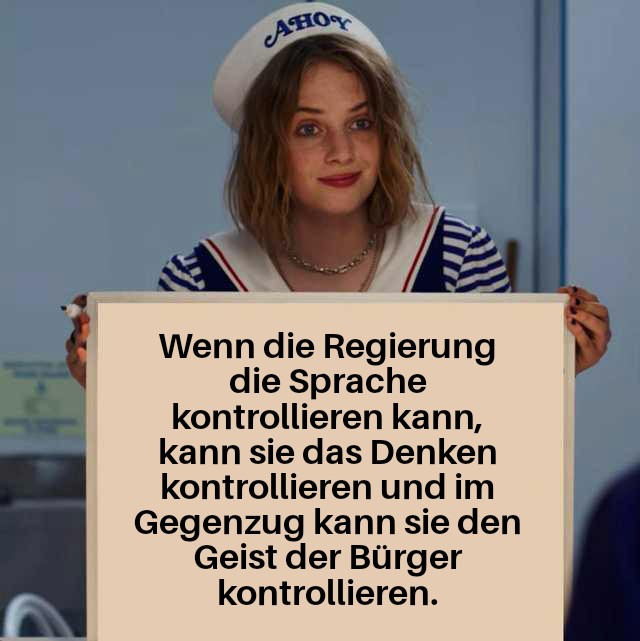 AHOY
Wenn die Regierung
die Sprache
kontrollieren kann,
kann sie das Denken
kontrollieren und im
Gegenzug kann sie den
Geist der Bürger
kontrollieren.